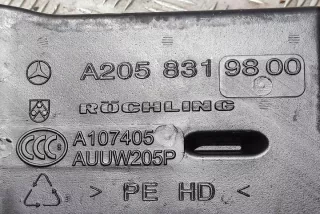 A205 831 98 00
RÖCHLING
A107405
AUUW205P
> PE HD <